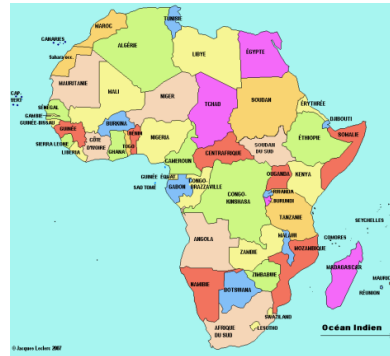 TUNISIE
MAROC
CANARIES
ALGÉRIE
LIBYE
ÉGYPTE
Sahara occ.
MAURITANIE
MALI
NIGER
TCHAD
SOUDAN
ÉRYTHRÉE
CAP-
VERT
SÉNÉGAL
GAMBIE
GUINÉE-BISSAU
GUINÉE
BURKINA
DJIBOUTI
SIERRA LEONE
LIBERIA
CÔTE
D'IVOIRE
GHANA
TOGO
BÉNIN
NIGERIA
CENTRAFRIQUE
SOUDAN
DU SUD
ÉTHIOPIE
SOMALIE
CAMEROUN
GUINÉE ÉQUAT.
SAO TOMÉ
GABON
CONGO-
BRAZZAVILLE
CONGO-
KINSHASA
OUGANDA
KENYA
RWANDA
BURUNDI
TANZANIE
SEYCHELLES
COMORES
ANGOLA
ZAMBIE
MALAWI
MOZAMBIQUE
MADAGASCAR
MAURICE
RÉUNION
ZIMBABWE
NAMIBIE
BOTSWANA
SWAZILAND
LESOTHO
AFRIQUE
DU SUD
Océan Indien
© Jacques Leclerc 2007